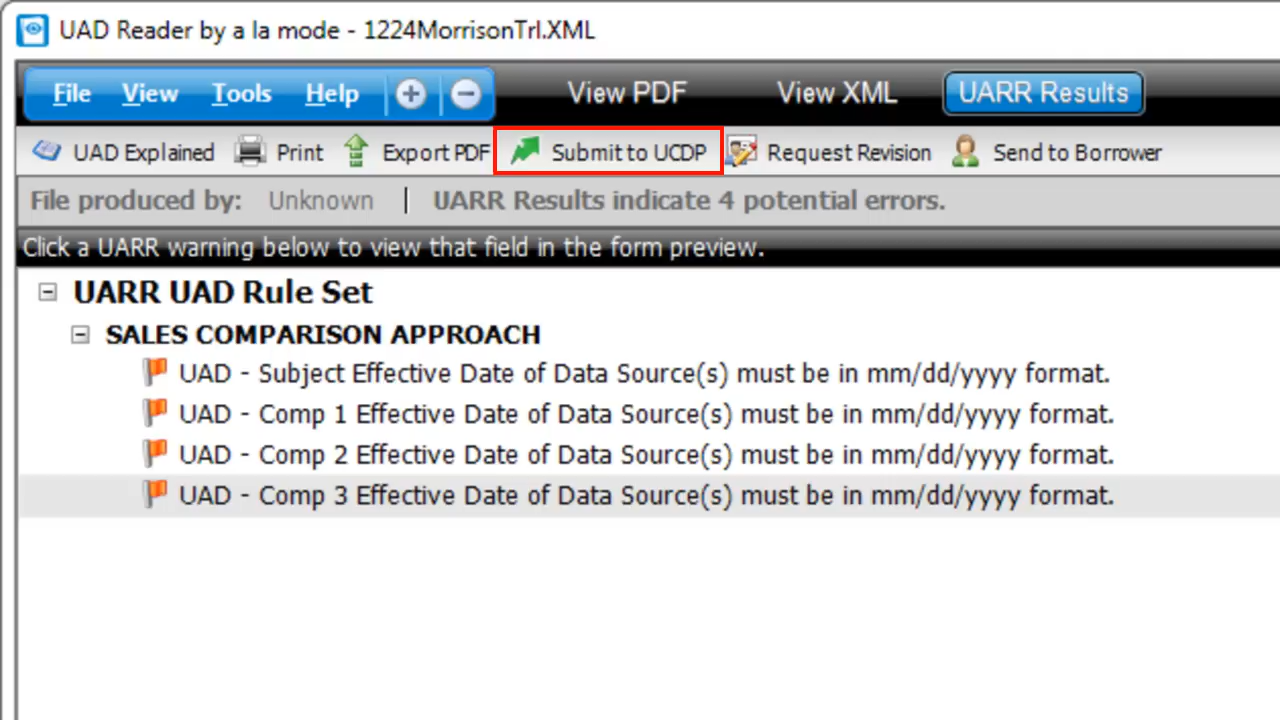 UAD Reader by a la mode - 1224MorrisonTrl.XML
File View Tools Help View PDF View XML UARR Results
UAD Explained Print Export PDF Submit to UCDP Request Revision Send to Borrower
File produced by: Unknown | UARR Results indicate 4 potential errors.
Click a UARR warning below to view that field in the form preview.
UARR UAD Rule Set
SALES COMPARISON APPROACH
UAD - Subject Effective Date of Data Source(s) must be in mm/dd/yyyy format.
UAD - Comp 1 Effective Date of Data Source(s) must be in mm/dd/yyyy format.
UAD - Comp 2 Effective Date of Data Source(s) must be in mm/dd/yyyy format.
UAD - Comp 3 Effective Date of Data Source(s) must be in mm/dd/yyyy format.